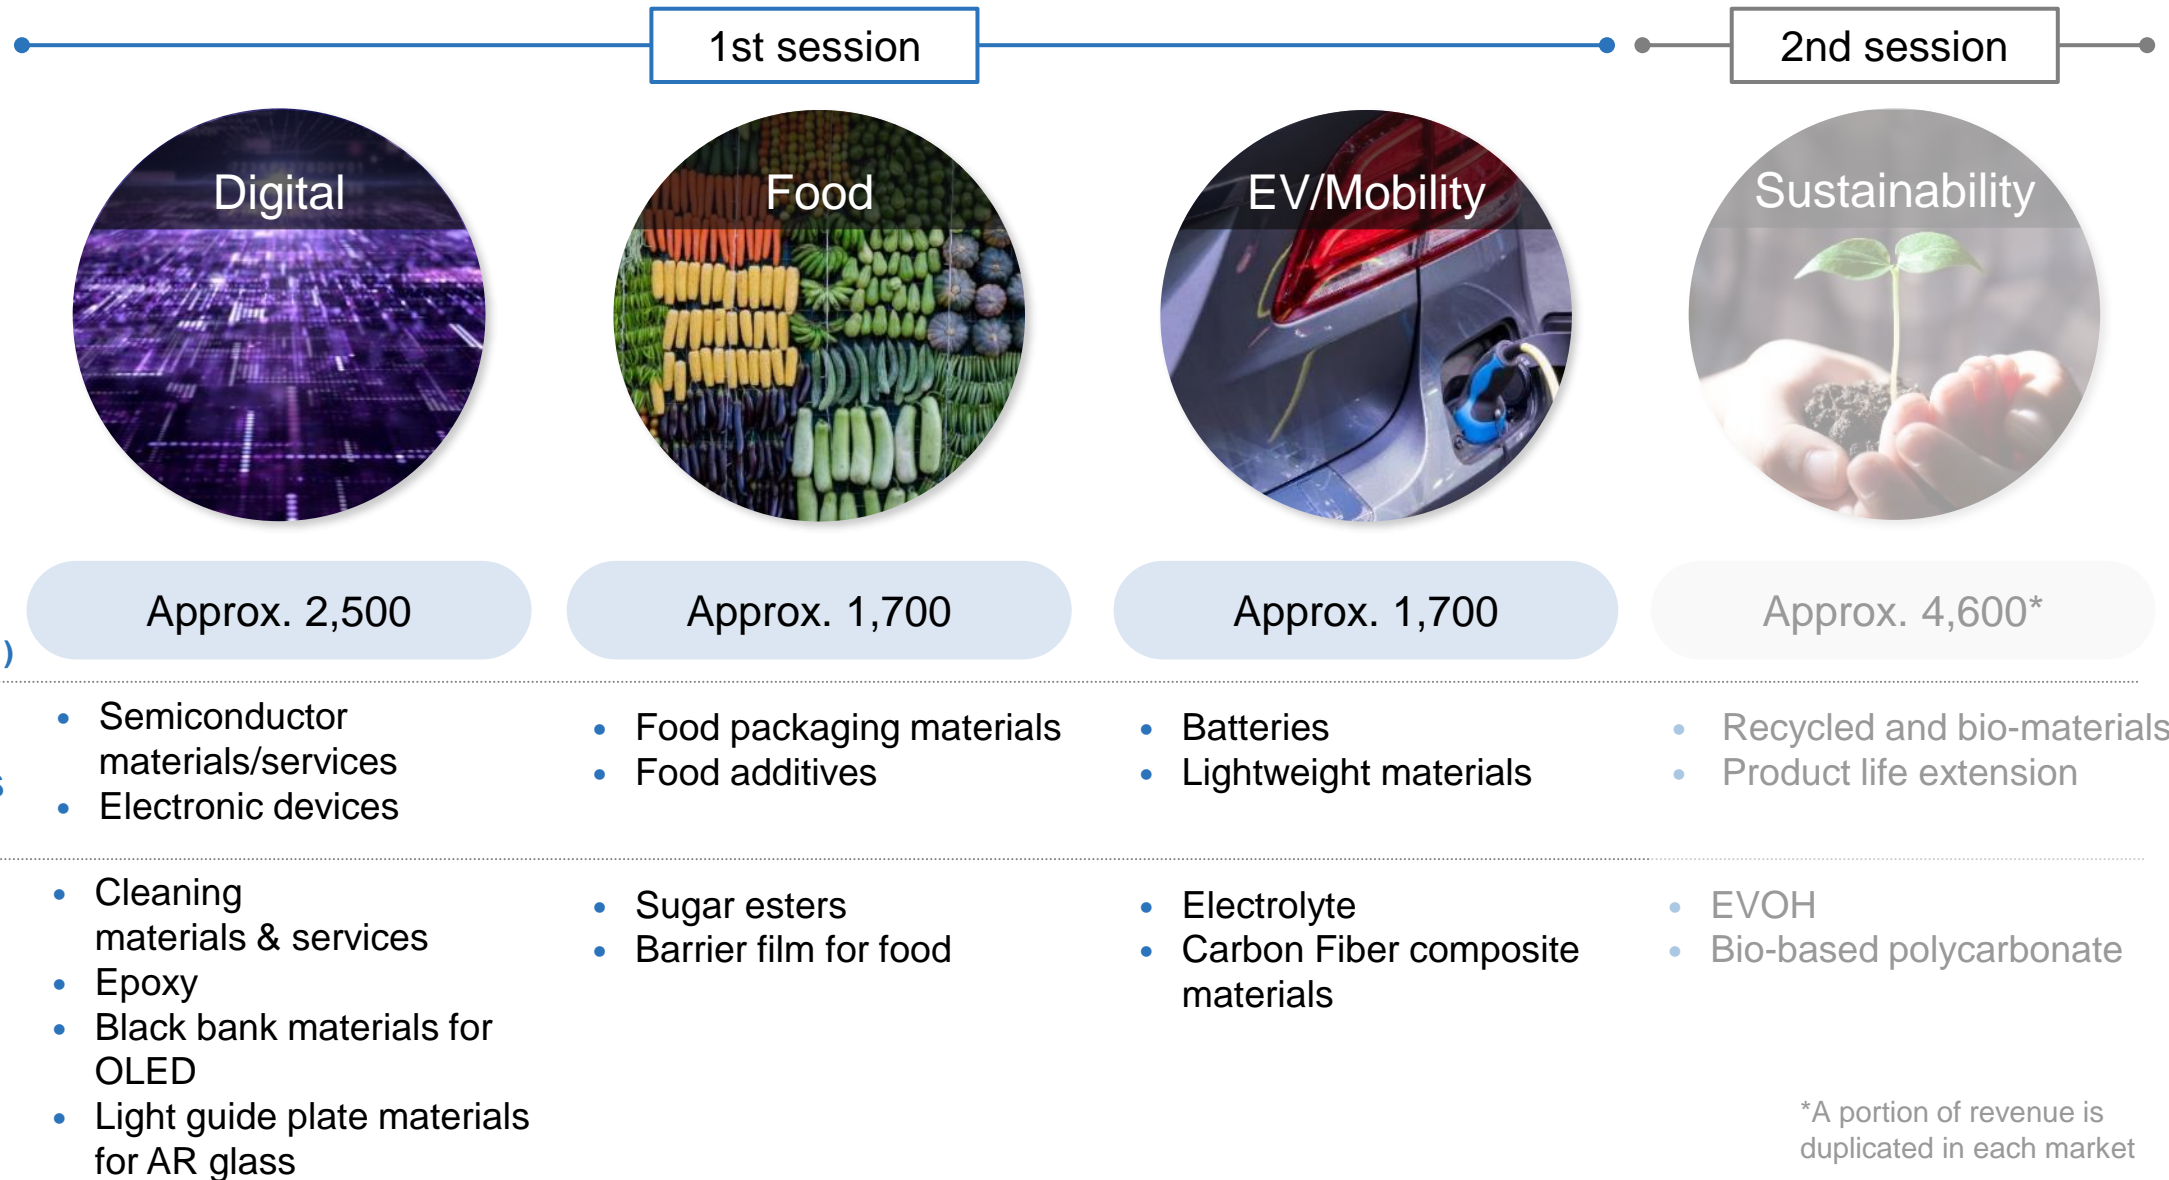 1st session
2nd session
Digital
Food
EV/Mobility
Sustainability
Approx. 2,500
Approx. 1,700
Approx. 1,700
Approx. 4,600*
)
• Semiconductor
materials/services
• Electronic devices
• Food packaging materials
• Food additives
• Batteries
• Lightweight materials
• Recycled and bio-materials
• Product life extension
s
• Cleaning
materials & services
• Epoxy
• Black bank materials for
OLED
• Light guide plate materials
for AR glass
• Sugar esters
• Barrier film for food
• Electrolyte
• Carbon Fiber composite
materials
• EVOH
• Bio-based polycarbonate
*A portion of revenue is
duplicated in each market